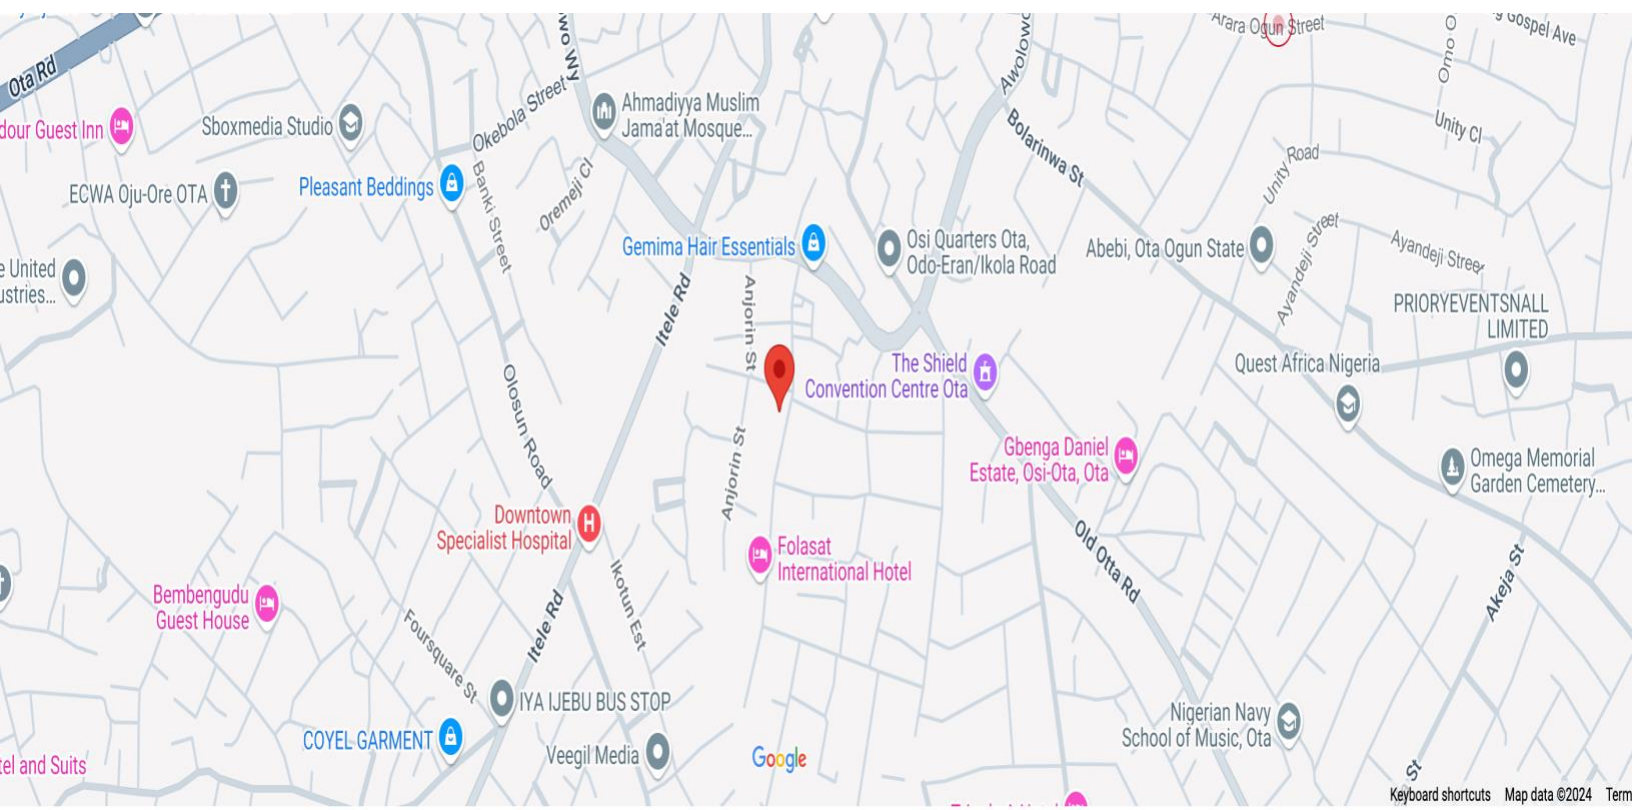 Ota Rd
dour Guest Inn
Sboxmedia Studio
ECWA Oju-Ore OTA
Pleasant Beddings
Okebola Street
Banki Street
Oremeji Cl
wo Wy
Ahmadiyya Muslim
Jama'at Mosque...
Gemima Hair Essentials
Osi Quarters Ota,
Odo-Eran/Ikola Road
Awolowo
Bolarinwa St
Arara Ogun Street
Omo O
g Gospel Ave
Unity Cl
Unity Road
Abebi, Ota Ogun State
Ayandeji Street
Ayandeji Street
PRIORYEVENTSNALL
LIMITED
Quest Africa Nigeria
e United
ustries...
Itele Rd
Anjorin St
Anjorin St
The Shield
Convention Centre Ota
Olosun Road
Gbenga Daniel
Estate, Osi-Ota, Ota
Omega Memorial
Garden Cemetery...
Downtown
Specialist Hospital
Old Otta Rd
Folasat
International Hotel
Ikotun Est
Itele Rd
Akeja St
Bembengudu
Guest House
Foursquare St
IYA IJEBU BUS STOP
COYEL GARMENT
Veegil Media
Nigerian Navy
School of Music, Ota
tel and Suits
St
Google
Keyboard shortcuts
Map data ©2024
Term